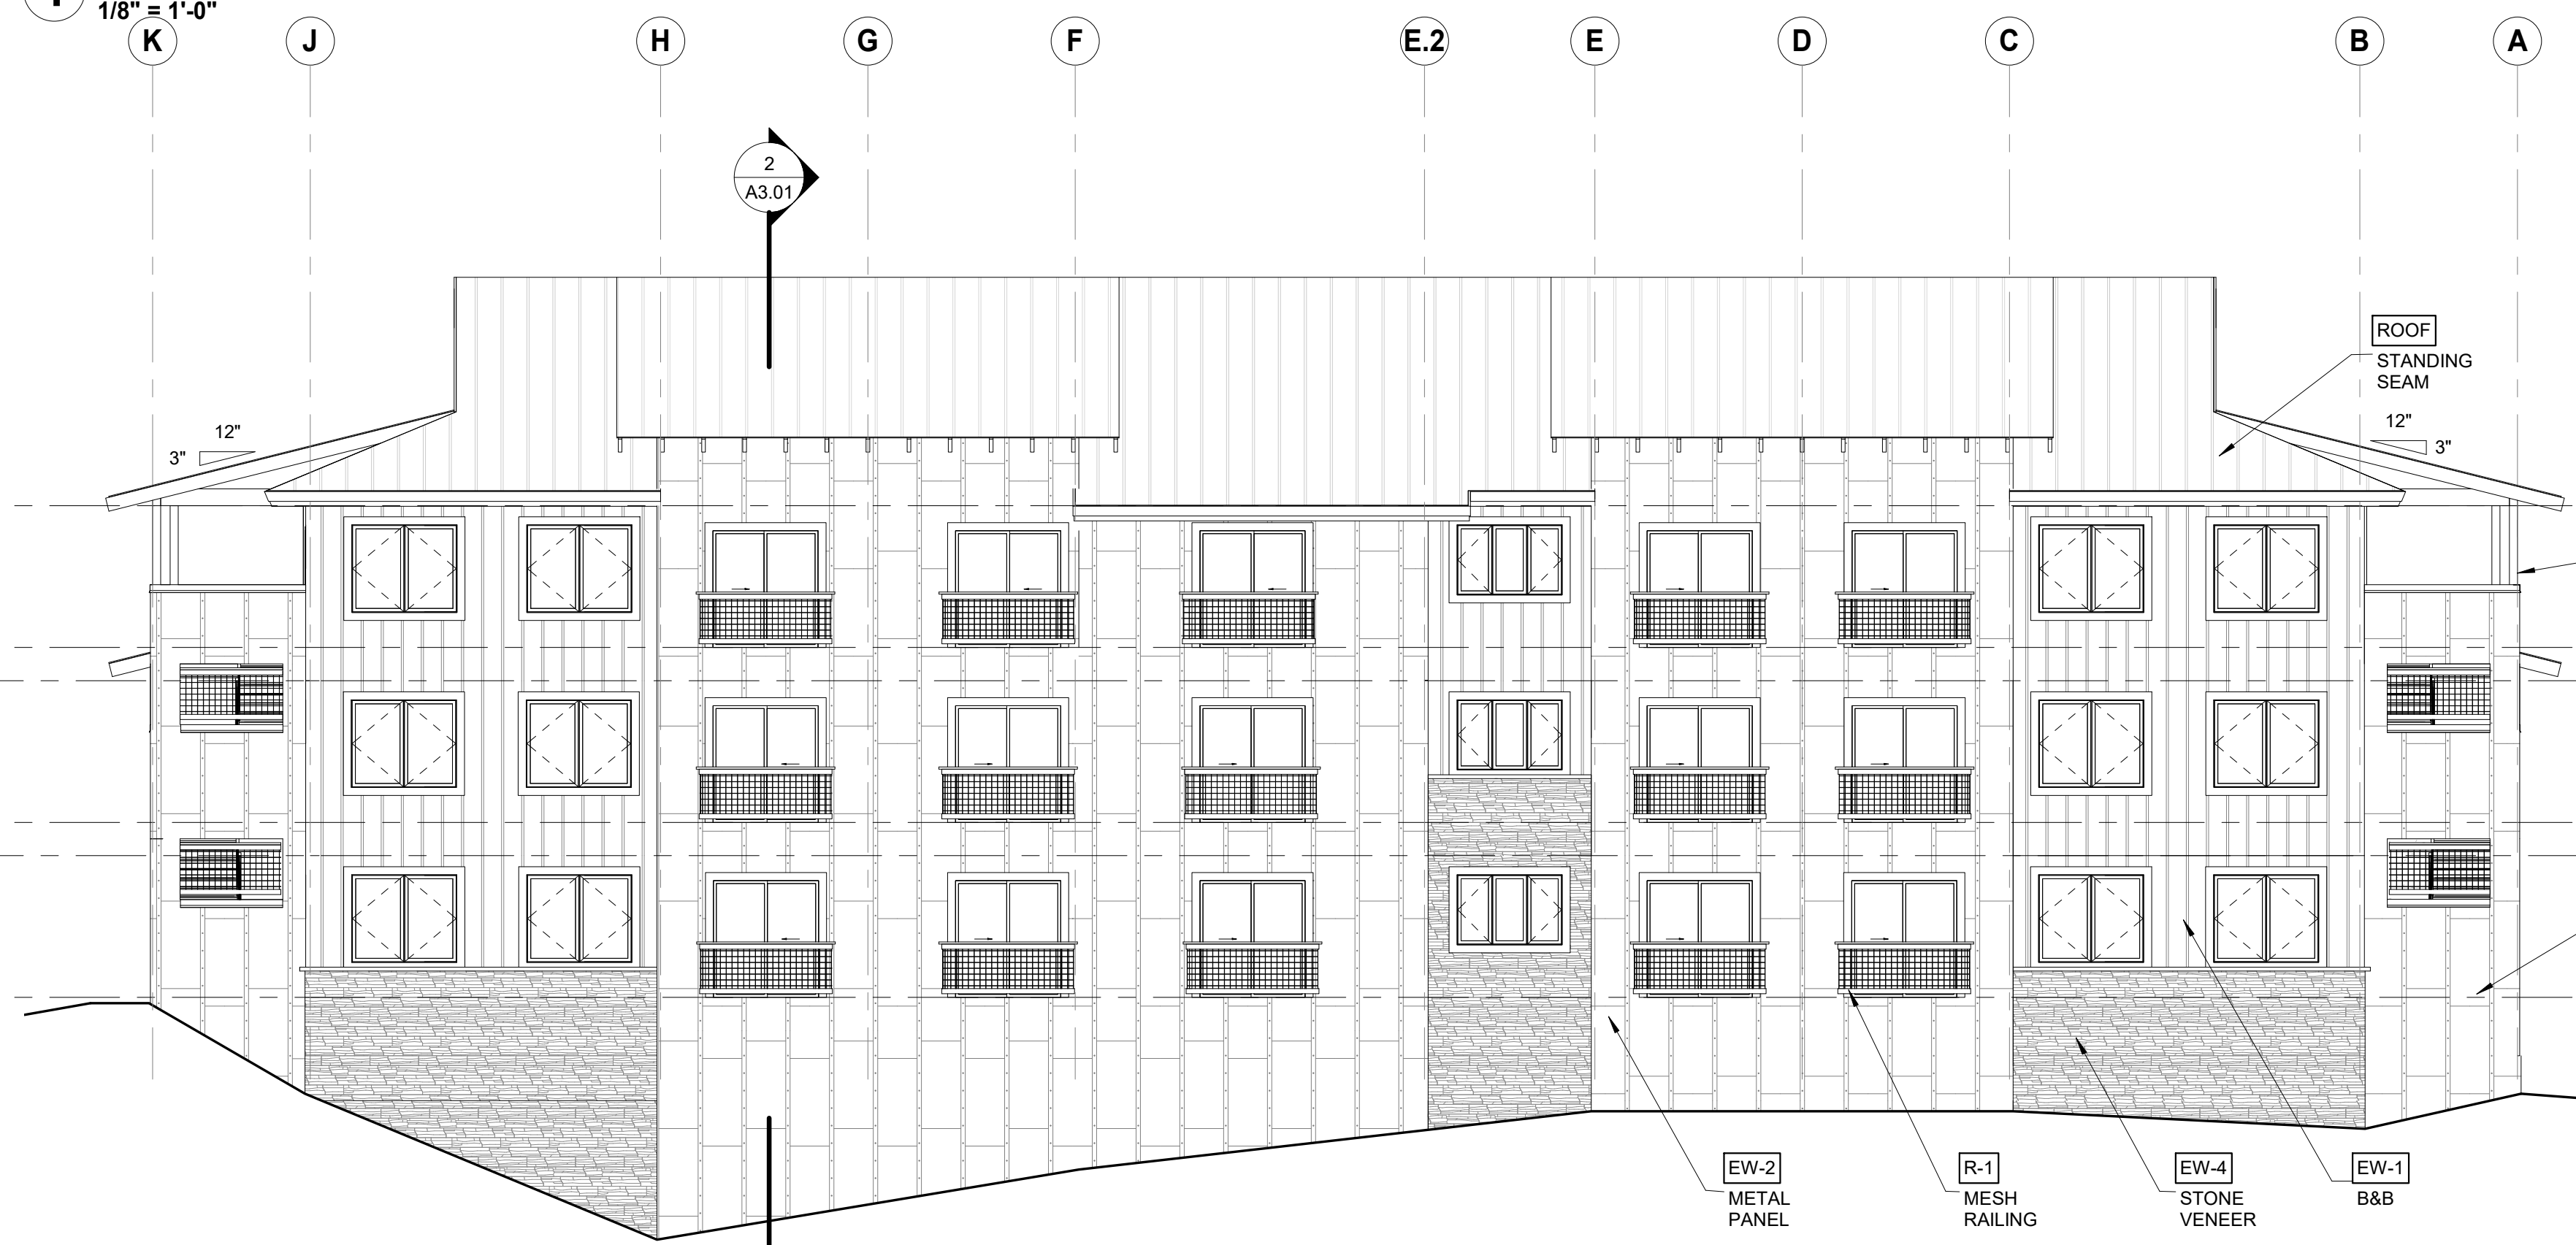 1/8" = 1'-0"
K J H G F E.2 E D C B A
2
A3.01
ROOF
STANDING
SEAM
12"
3"
12"
3"
EW-2
METAL
PANEL
R-1
MESH
RAILING
EW-4
STONE
VENEER
EW-1
B&B